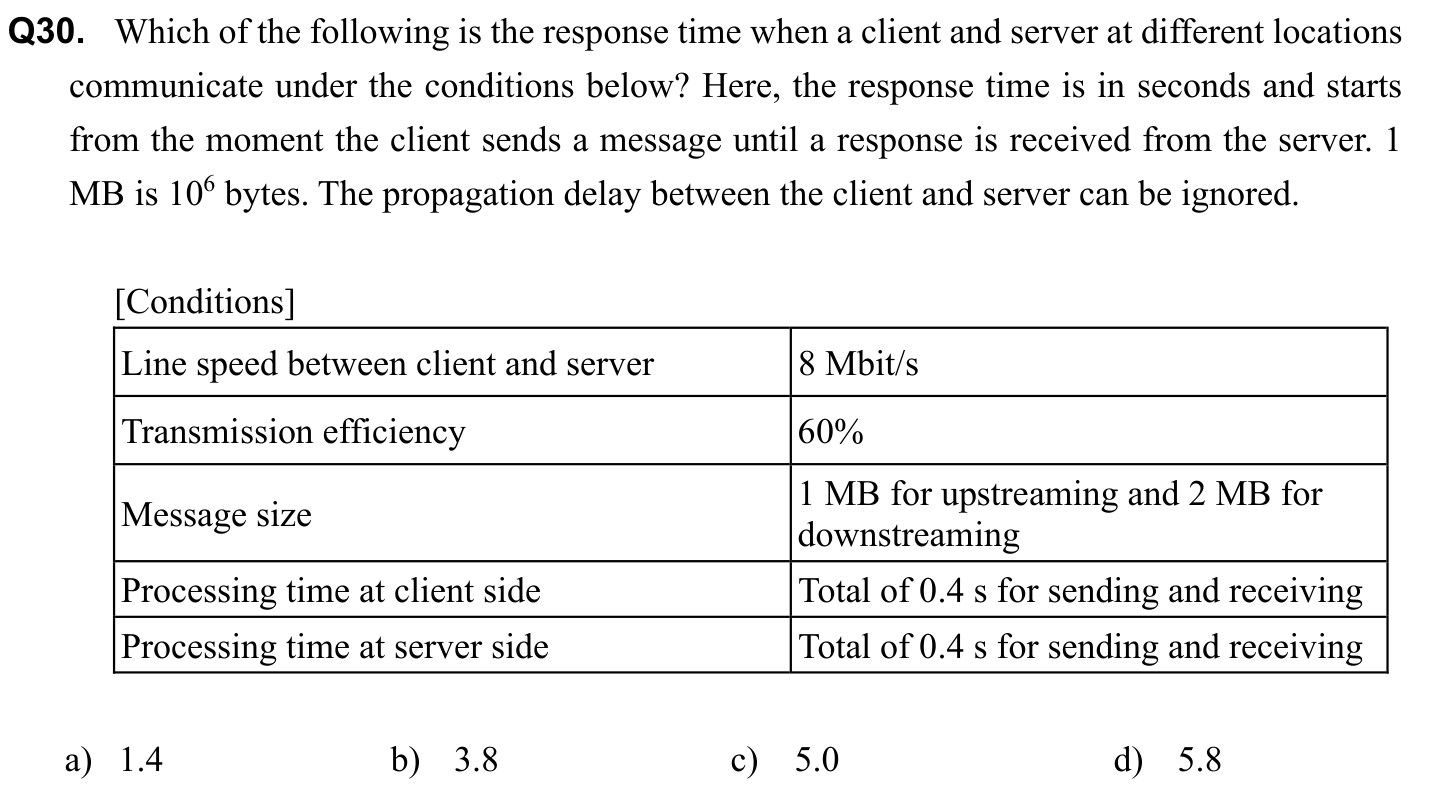 Q30. Which of the following is the response time when a client and server at different locations
communicate under the conditions below? Here, the response time is in seconds and starts
from the moment the client sends a message until a response is received from the server. 1
MB is 10⁶ bytes. The propagation delay between the client and server can be ignored.
[Conditions]
Line speed between client and server 8 Mbit/s
Transmission efficiency 60%
Message size 1 MB for upstreaming and 2 MB for
downstreaming
Processing time at client side Total of 0.4 s for sending and receiving
Processing time at server side Total of 0.4 s for sending and receiving
a) 1.4 b) 3.8 c) 5.0 d) 5.8